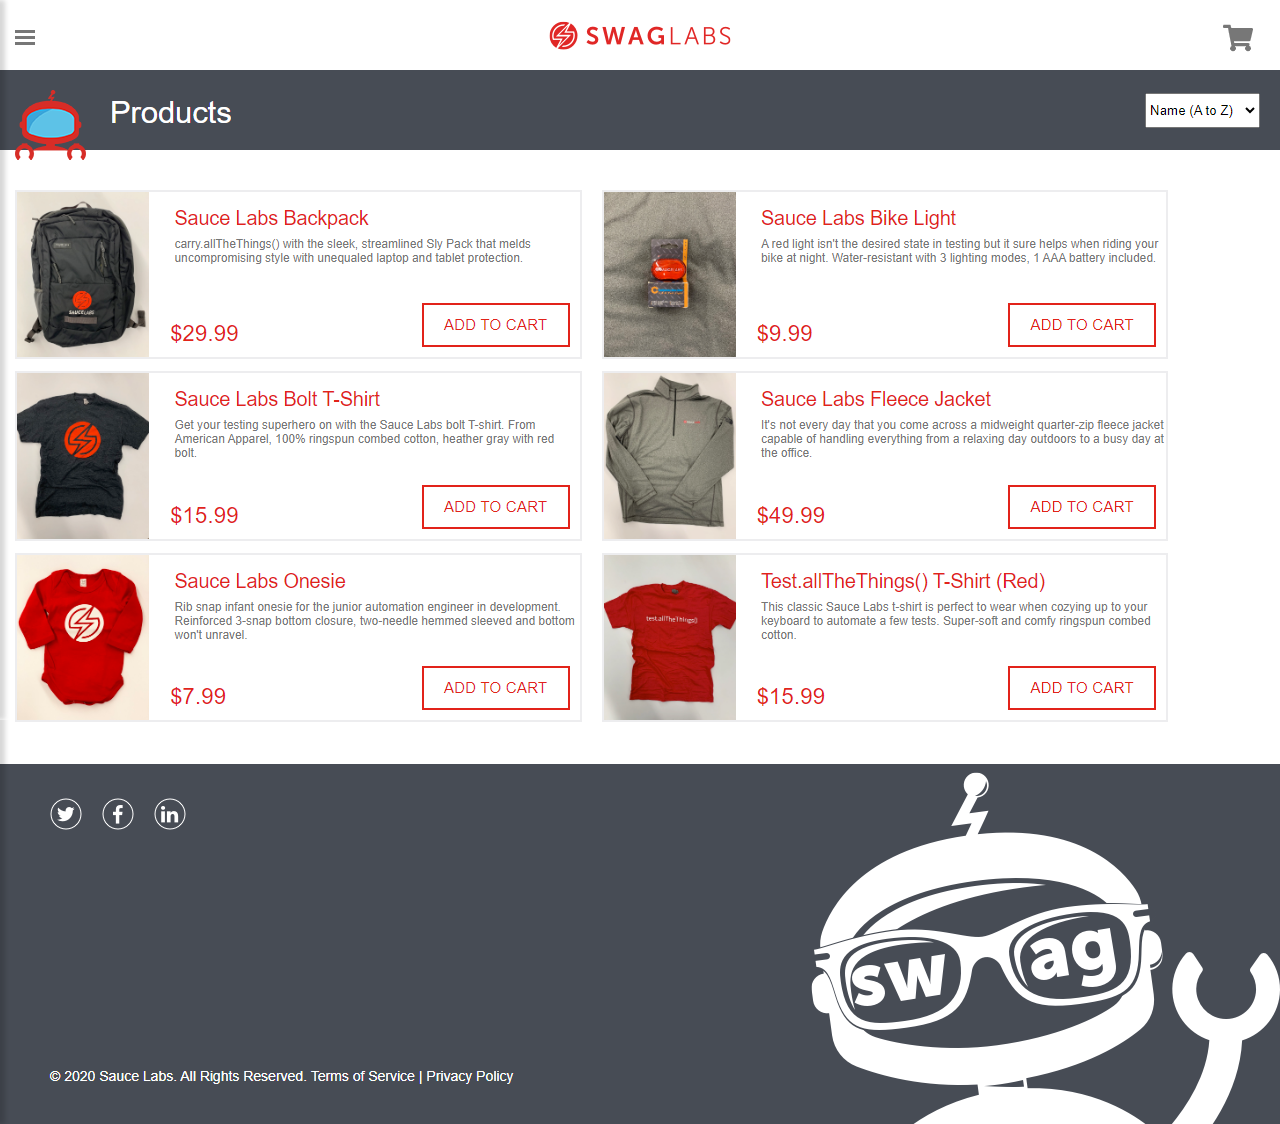 SWAGLABS
Products
Name (A to Z)
Sauce Labs Backpack
carry.allTheThings() with the sleek, streamlined Sly Pack that melds
uncompromising style with unequaled laptop and tablet protection.
$29.99
ADD TO CART
SAUCELABS
Sauce Labs Bike Light
A red light isn't the desired state in testing but it sure helps when riding your
bike at night. Water-resistant with 3 lighting modes, 1 AAA battery included.
$9.99
ADD TO CART
Sauce Labs Bolt T-Shirt
Get your testing superhero on with the Sauce Labs bolt T-shirt. From
American Apparel, 100% ringspun combed cotton, heather gray with red
bolt.
$15.99
ADD TO CART
Sauce Labs Fleece Jacket
It's not every day that you come across a midweight quarter-zip fleece jacket
capable of handling everything from a relaxing day outdoors to a busy day at
the office.
$49.99
ADD TO CART
Sauce Labs Onesie
Rib snap infant onesie for the junior automation engineer in development.
Reinforced 3-snap bottom closure, two-needle hemmed sleeved and bottom
won't unravel.
$7.99
ADD TO CART
test.allTheThings()
Test.allTheThings() T-Shirt (Red)
This classic Sauce Labs t-shirt is perfect to wear when cozying up to your
keyboard to automate a few tests. Super-soft and comfy ringspun combed
cotton.
$15.99
ADD TO CART
swag
© 2020 Sauce Labs. All Rights Reserved. Terms of Service | Privacy Policy